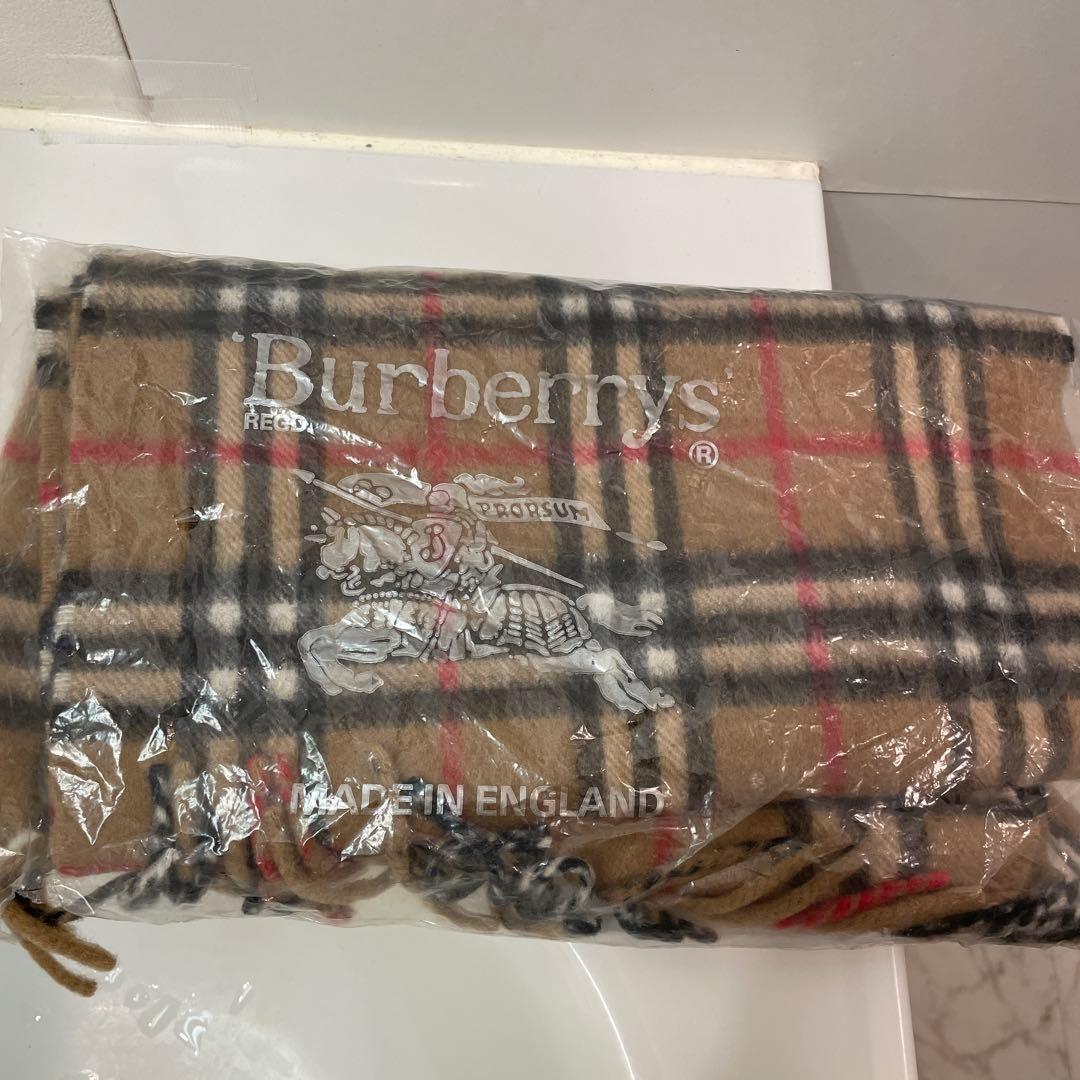 'Burberrys'
REGD
®
PRORSUM
B
MADE IN ENGLAND